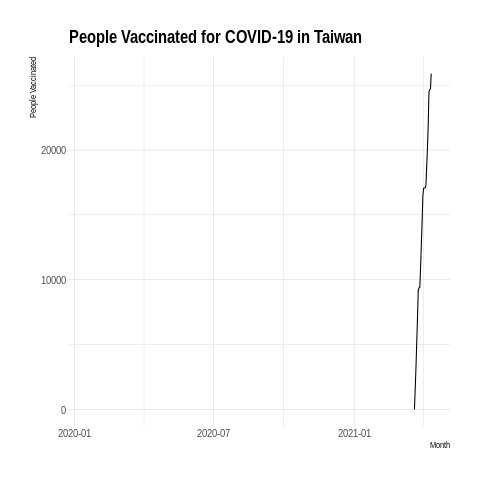 People Vaccinated for COVID-19 in Taiwan
People Vaccinated
20000
10000
0
2020-01 2020-07 2021-01
Month